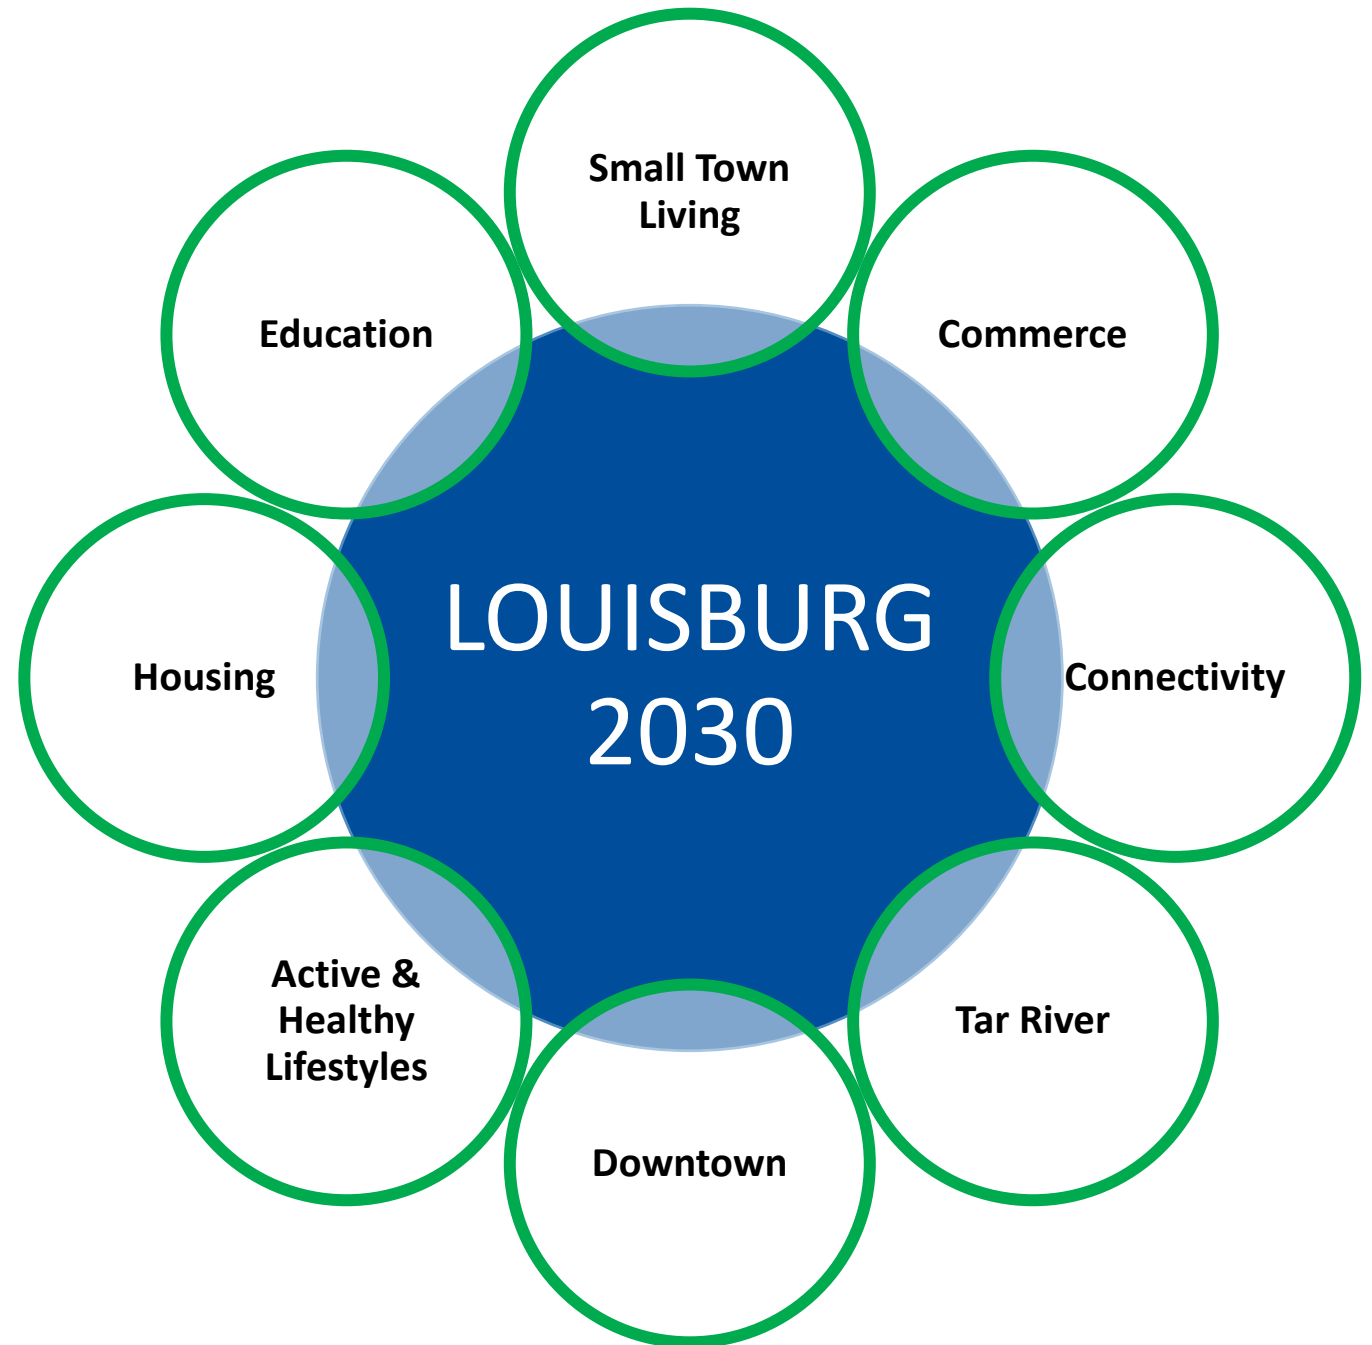 Small Town
Living
Education
Commerce
LOUISBURG
2030
Housing
Connectivity
Active &
Healthy
Lifestyles
Tar River
Downtown